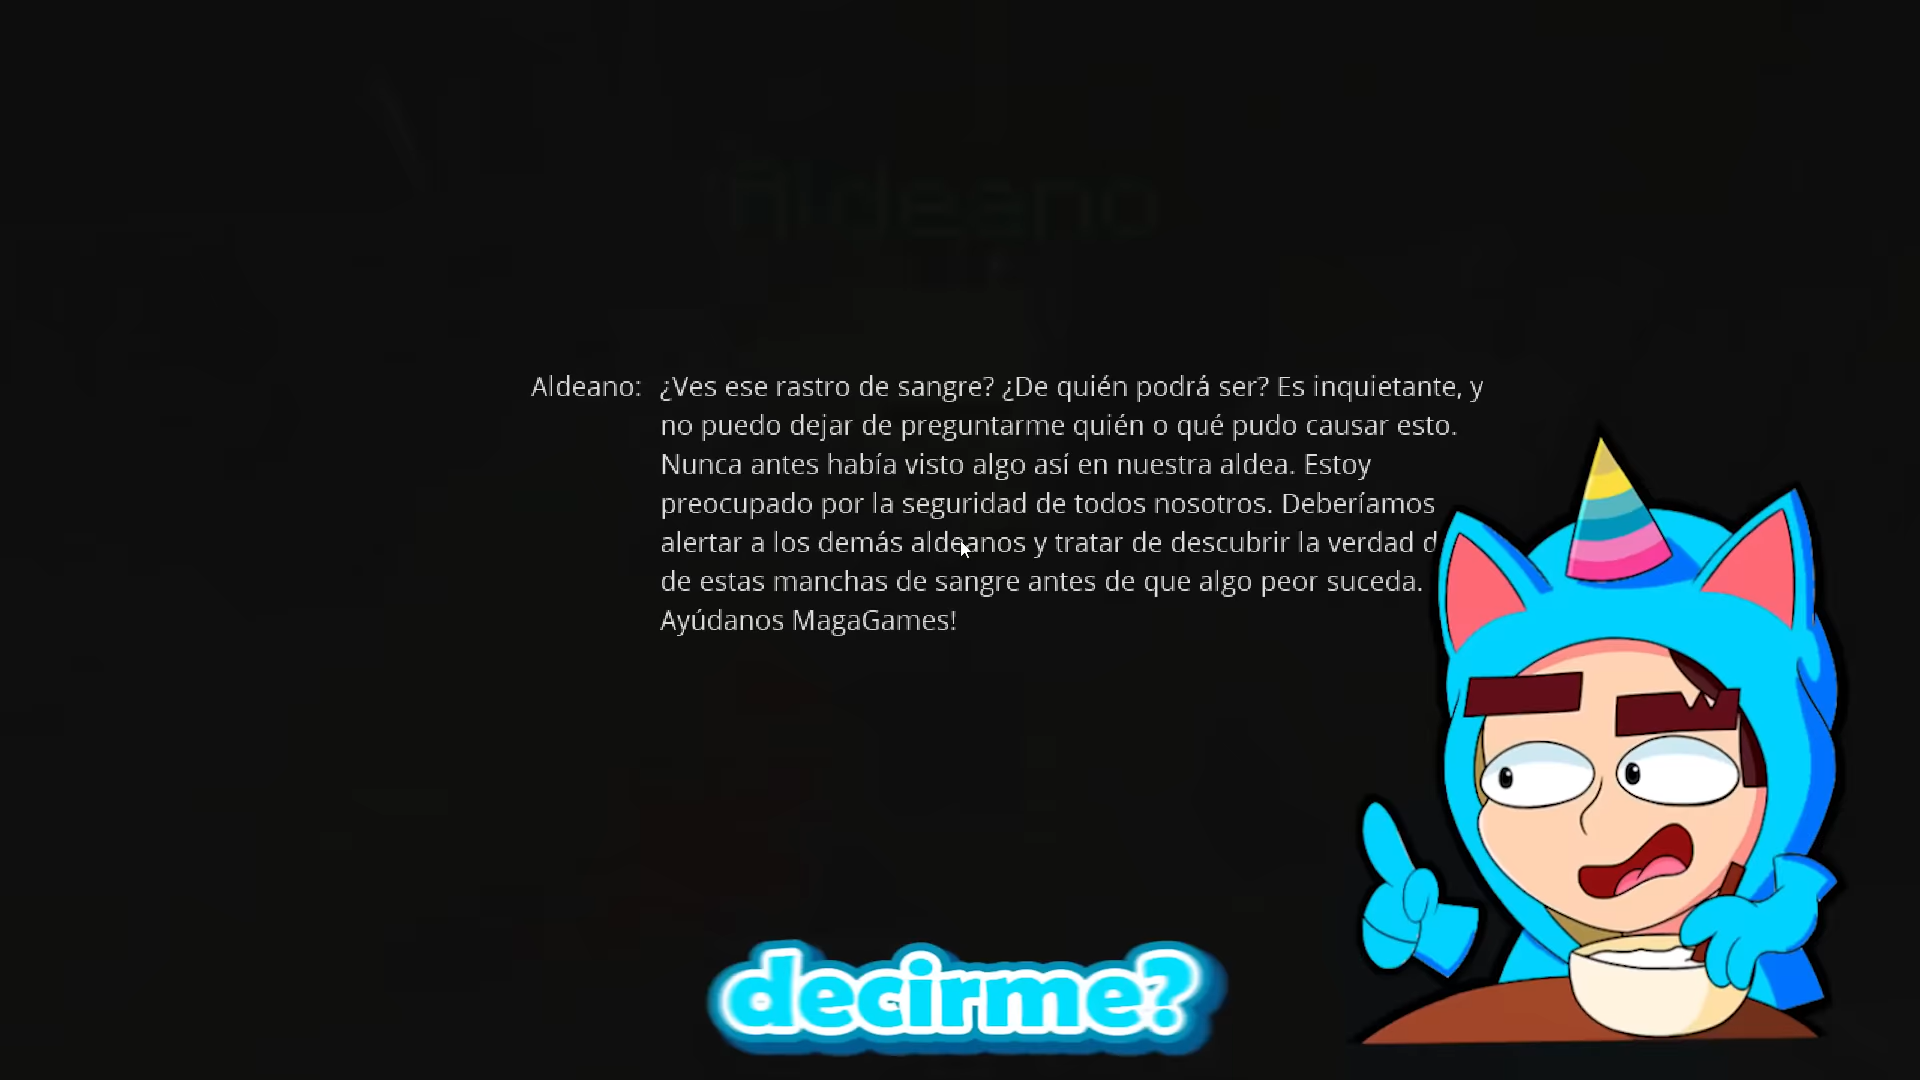 Aldeano
Aldeano: ¿Ves ese rastro de sangre? ¿De quién podrá ser? Es inquietante, y
no puedo dejar de preguntarme quién o qué pudo causar esto.
Nunca antes había visto algo así en nuestra aldea. Estoy
preocupado por la seguridad de todos nosotros. Deberíamos
alertar a los demás aldeanos y tratar de descubrir la verdad
de estas manchas de sangre antes de que algo peor suceda.
Ayúdanos MagaGames!
decirme?